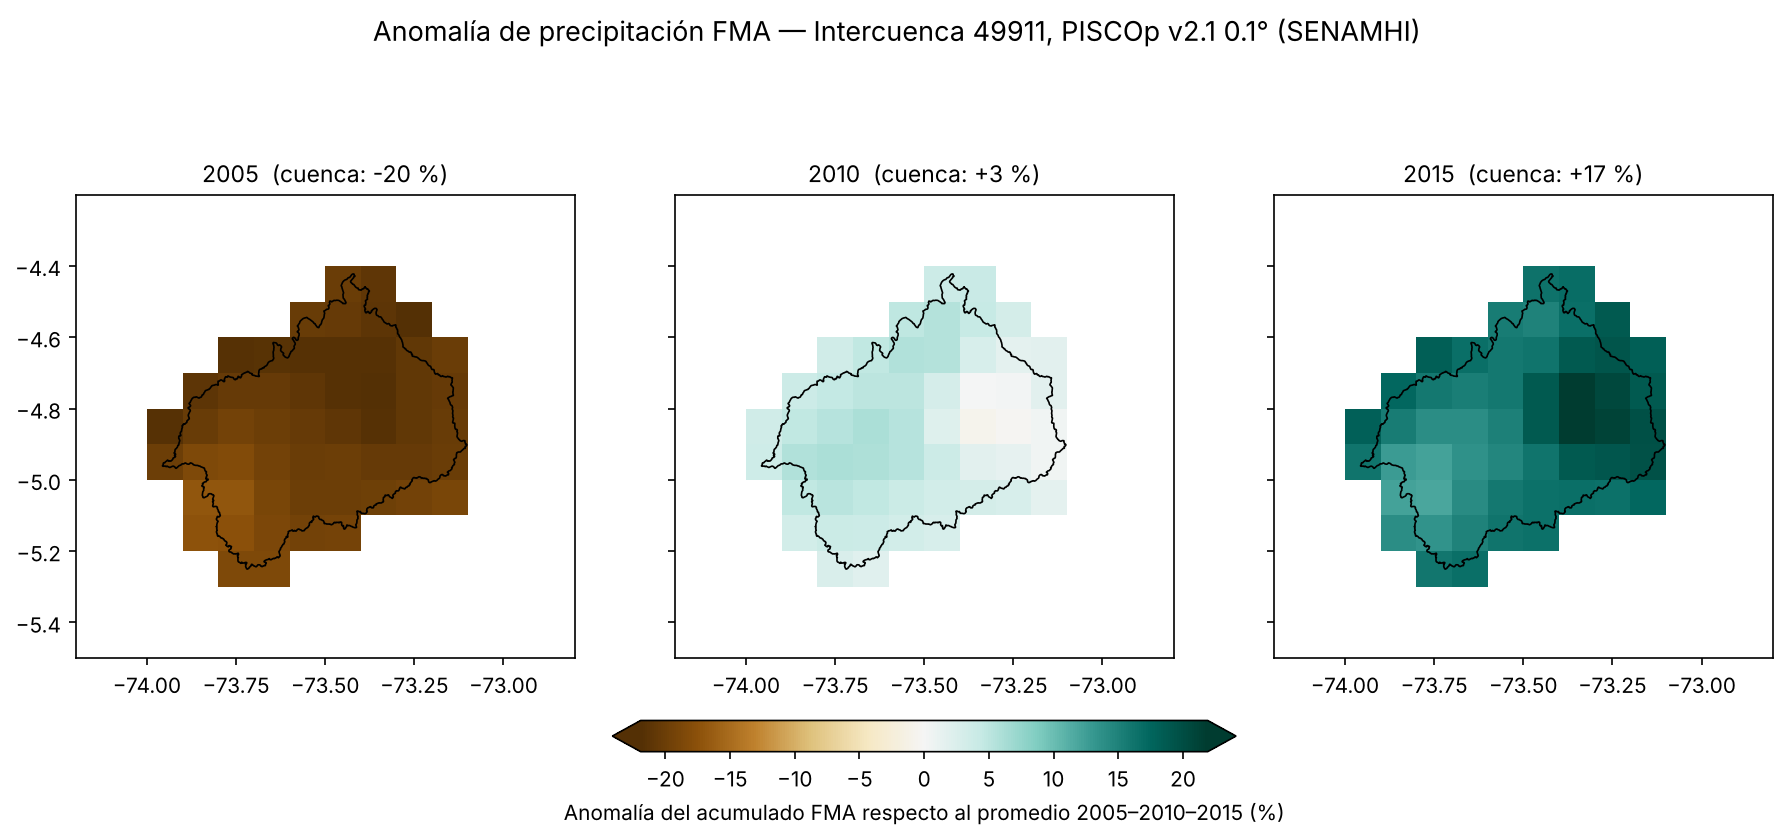 Anomalía de precipitación FMA — Intercuenca 49911, PISCOp v2.1 0.1° (SENAMHI)
2005 (cuenca: -20 %)
2010 (cuenca: +3 %)
2015 (cuenca: +17 %)
−4.4
−4.6
−4.8
−5.0
−5.2
−5.4
−74.00 −73.75 −73.50 −73.25 −73.00
−74.00 −73.75 −73.50 −73.25 −73.00
−74.00 −73.75 −73.50 −73.25 −73.00
−20 −15 −10 −5 0 5 10 15 20
Anomalía del acumulado FMA respecto al promedio 2005–2010–2015 (%)